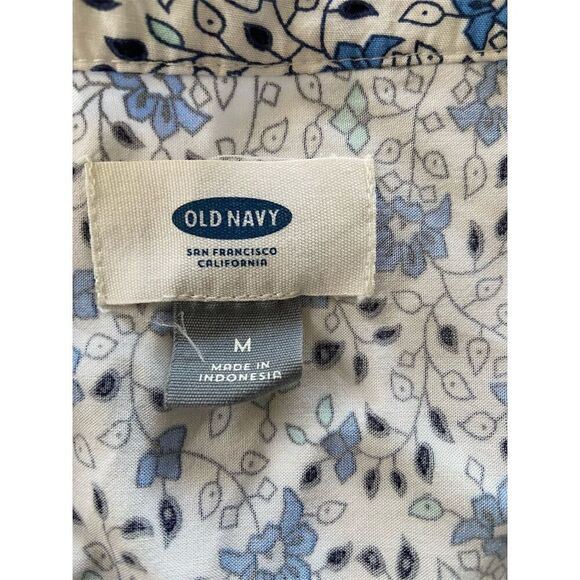 OLD NAVY
SAN FRANCISCO
CALIFORNIA
M
MADE IN
INDONESIA